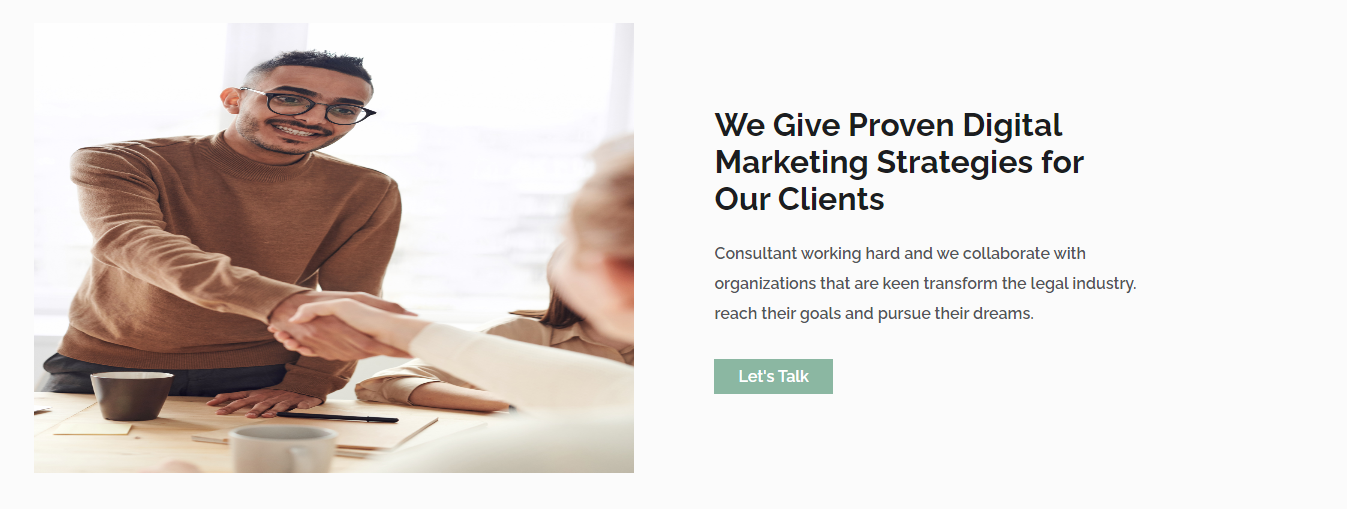 We Give Proven Digital
Marketing Strategies for
Our Clients
Consultant working hard and we collaborate with
organizations that are keen transform the legal industry.
reach their goals and pursue their dreams.
Let's Talk